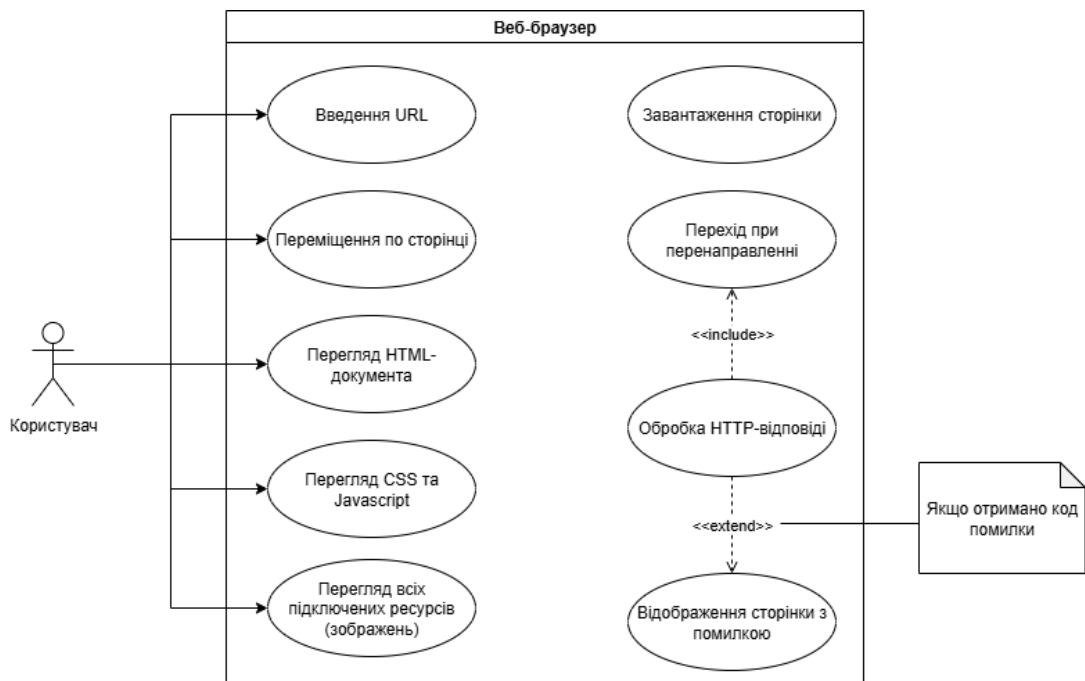 Веб-браузер
Введення URL
Завантаження сторінки
Переміщення по сторінці
Перехід при
перенаправленні
<<include>>
Перегляд HTML-
документа
Користувач
Обробка HTTP-відповіді
Перегляд CSS та
Javascript
<<extend>>
Якщо отримано код
помилки
Перегляд всіх
підключених ресурсів
(зображень)
Відображення сторінки з
помилкою